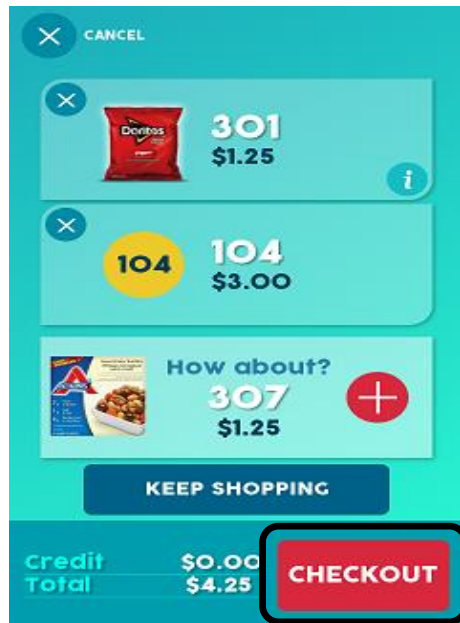 CANCEL
Doritos
301
$1.25
i
104
104
$3.00
How about?
307
$1.25
KEEP SHOPPING
Credit $0.00
Total $4.25
CHECKOUT